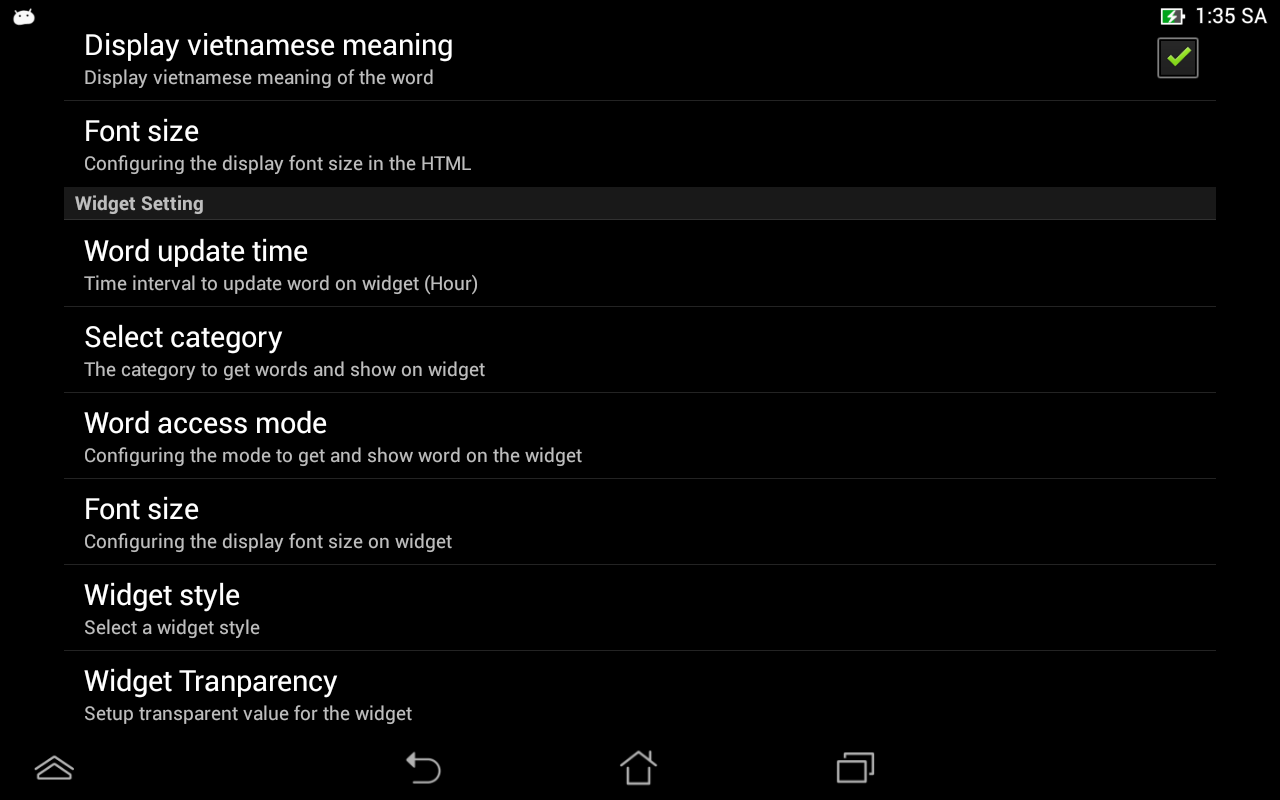 1:35 SA
Display vietnamese meaning
Display vietnamese meaning of the word
Font size
Configuring the display font size in the HTML
Widget Setting
Word update time
Time interval to update word on widget (Hour)
Select category
The category to get words and show on widget
Word access mode
Configuring the mode to get and show word on the widget
Font size
Configuring the display font size on widget
Widget style
Select a widget style
Widget Tranparency
Setup transparent value for the widget